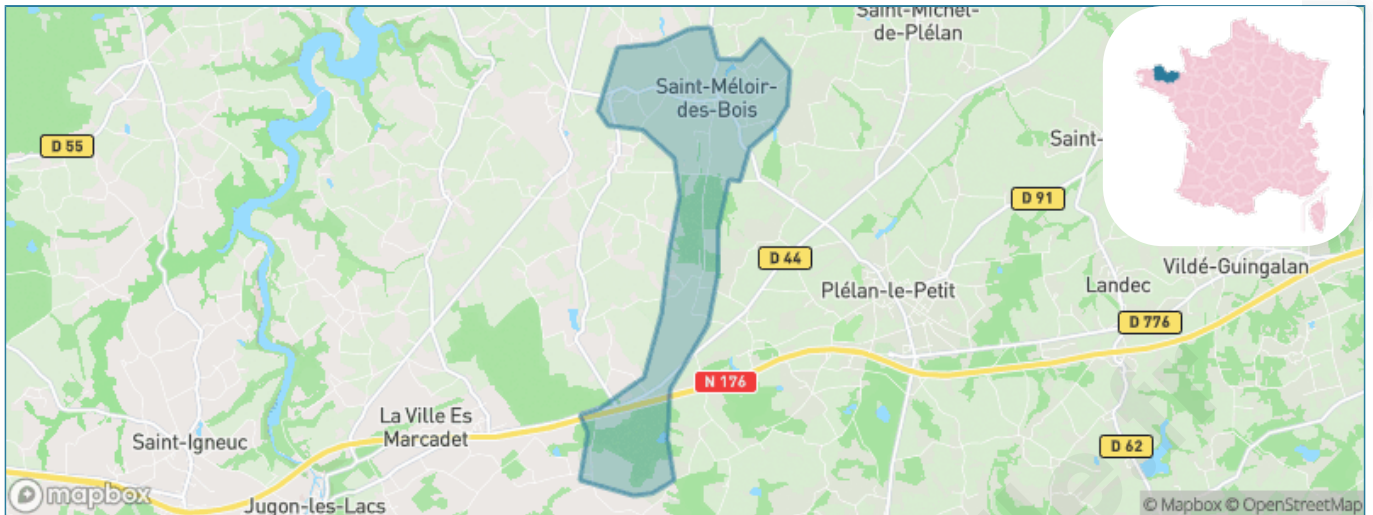 Saint-Michel-
de-Plélan
Saint-Méloir-
des-Bois
D 55
Saint-
D 91
D 44
Vildé-Guingalan
Plélan-le-Petit
Landec
D 776
N 176
La Ville Es
Marcadet
Saint-Igneuc
D 62
mapbox
Jugon-les-Lacs
© Mapbox © OpenStreetMap